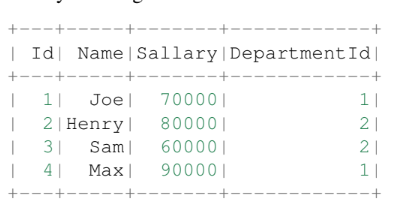 +---+-----+-------+------------+
| Id| Name|Sallary|DepartmentId|
+---+-----+-------+------------+
|  1|  Joe|  70000|           1|
|  2|Henry|  80000|           2|
|  3|  Sam|  60000|           2|
|  4|  Max|  90000|           1|
+---+-----+-------+------------+